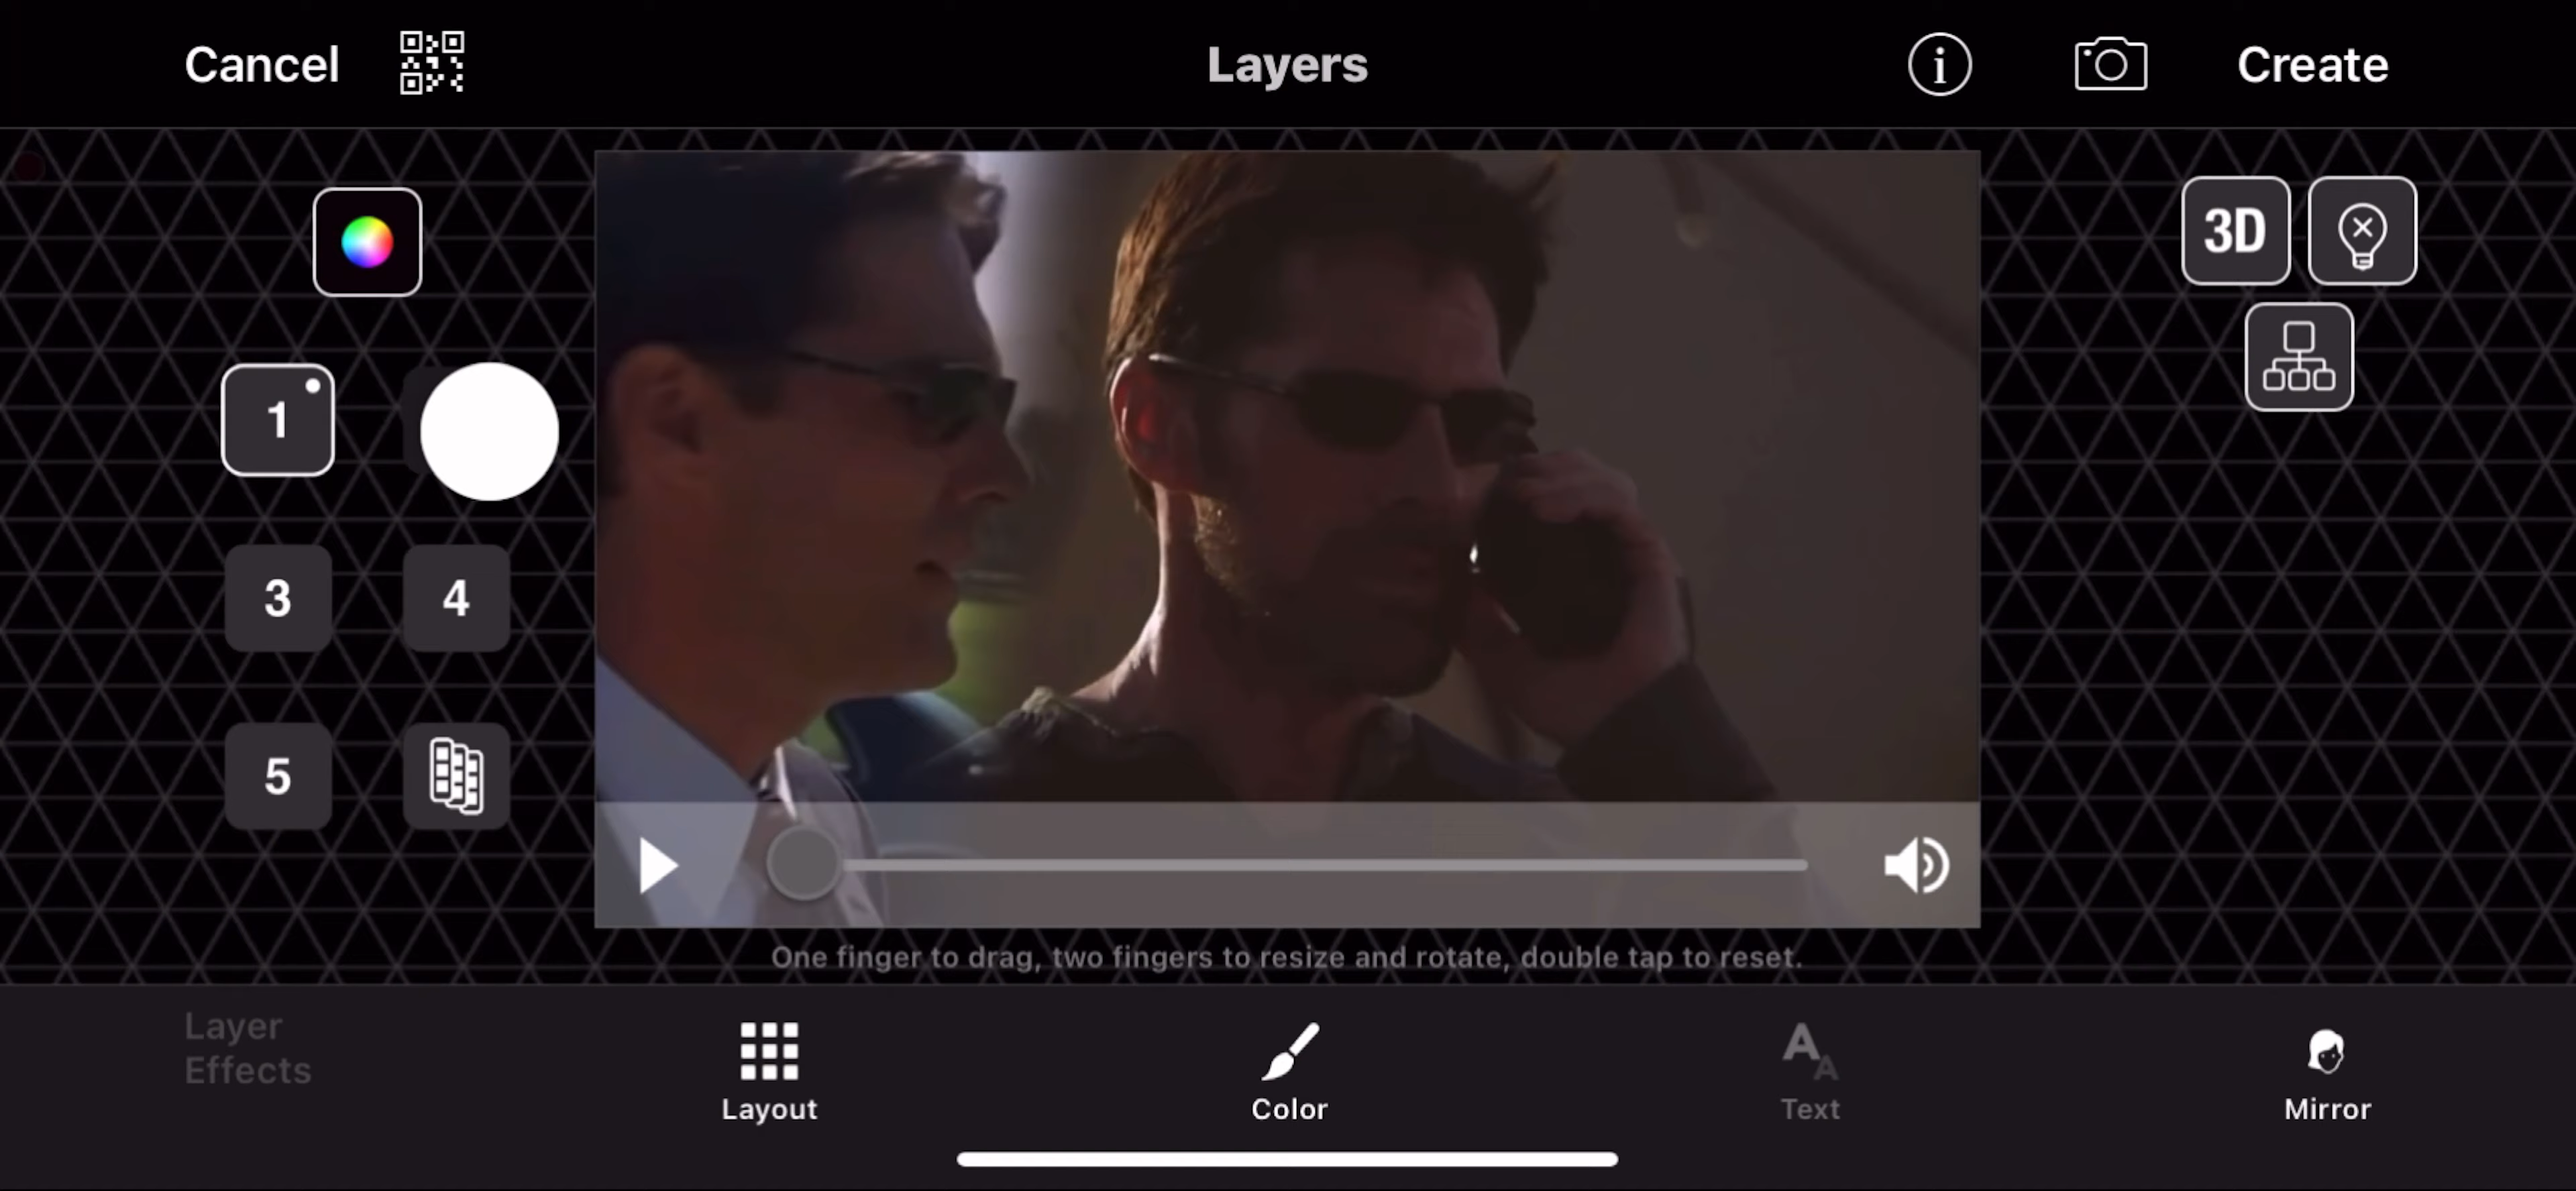 Cancel
Layers
Create
3D
1
3
4
5
One finger to drag, two fingers to resize and rotate, double tap to reset.
Layer
Effects
Layout
Color
Text
Mirror